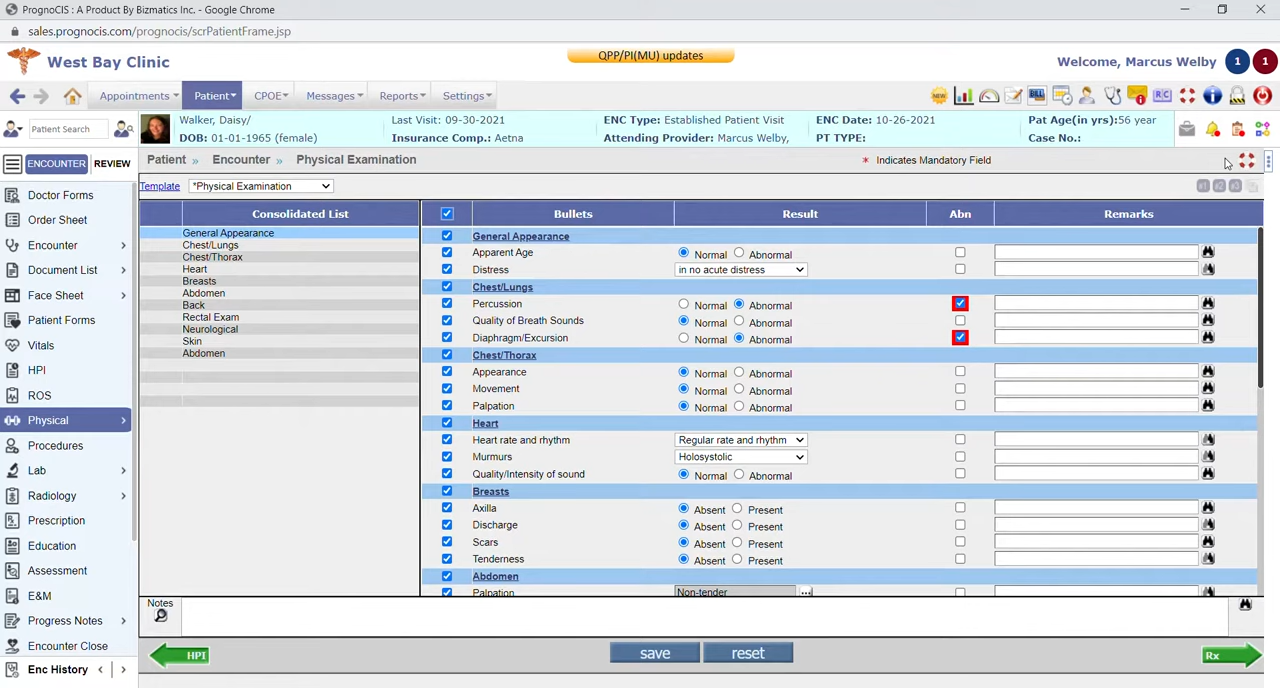 PrognoCIS : A Product By Bizmatics Inc. - Google Chrome
sales.prognocis.com/prognocis/scrPatientFrame.jsp
West Bay Clinic
QPP/PI(MU) updates
Welcome, Marcus Welby 1 1
Appointments Patient CPOE Messages Reports Settings
NEW BILL RC
Patient Search
Walker, Daisy/ Last Visit: 09-30-2021 ENC Type: Established Patient Visit ENC Date: 10-26-2021 Pat Age(in yrs):56 year
DOB: 01-01-1965 (female) Insurance Comp.: Aetna Attending Provider: Marcus Welby, PT TYPE: Case No.:
ENCOUNTER REVIEW
Patient » Encounter » Physical Examination * Indicates Mandatory Field
Template *Physical Examination
Doctor Forms
Order Sheet
Encounter
Document List
Face Sheet
Patient Forms
Vitals
HPI
ROS
Physical
Procedures
Lab
Radiology
Prescription
Education
Assessment
E&M
Progress Notes
Encounter Close
Enc History
Consolidated List
General Appearance
Chest/Lungs
Chest/Thorax
Heart
Breasts
Abdomen
Back
Rectal Exam
Neurological
Skin
Abdomen
Bullets Result Abn Remarks
General Appearance
Apparent Age Normal Abnormal
Distress in no acute distress
Chest/Lungs
Percussion Normal Abnormal
Quality of Breath Sounds Normal Abnormal
Diaphragm/Excursion Normal Abnormal
Chest/Thorax
Appearance Normal Abnormal
Movement Normal Abnormal
Palpation Normal Abnormal
Heart
Heart rate and rhythm Regular rate and rhythm
Murmurs Holosystolic
Quality/Intensity of sound Normal Abnormal
Breasts
Axilla Absent Present
Discharge Absent Present
Scars Absent Present
Tenderness Absent Present
Abdomen
Palpation Non-tender ...
Notes
HPI save reset Rx